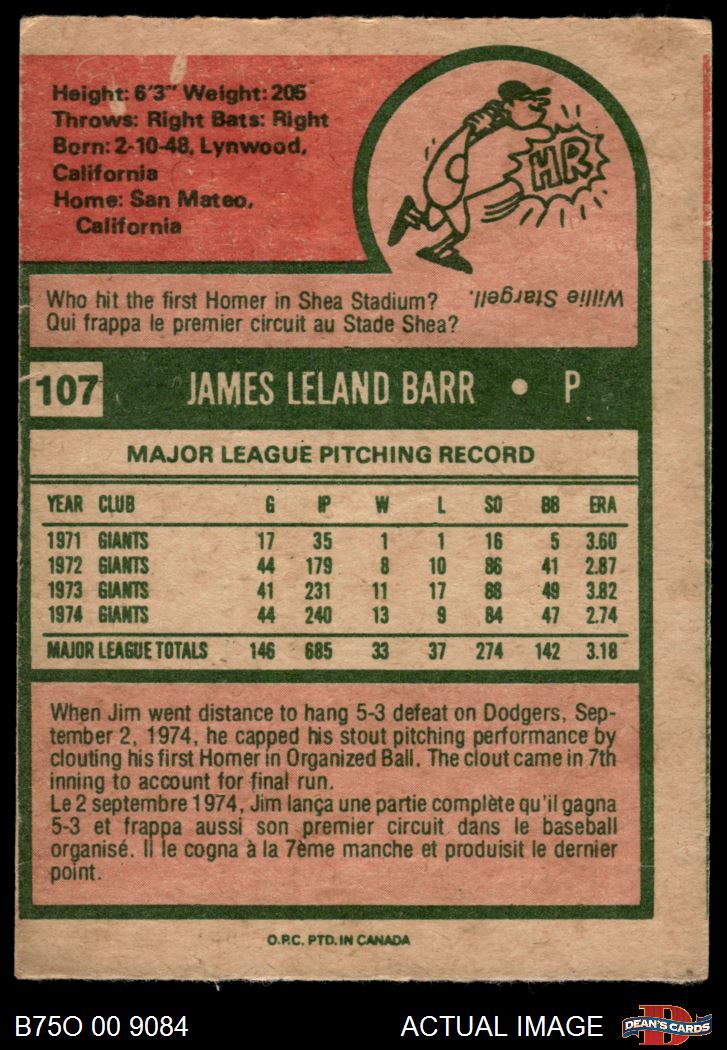 Height: 6'3" Weight: 205
Throws: Right Bats: Right
Born: 2-10-48, Lynwood,
California
Home: San Mateo,
California
HR
Who hit the first Homer in Shea Stadium?
Qui frappa le premier circuit au Stade Shea?
Willie Stargell.
107 JAMES LELAND BARR • P
MAJOR LEAGUE PITCHING RECORD
YEAR CLUB G IP W L SO BB ERA
1971 GIANTS 17 35 1 1 16 5 3.60
1972 GIANTS 44 179 8 10 86 41 2.87
1973 GIANTS 41 231 11 17 88 49 3.82
1974 GIANTS 44 240 13 9 84 47 2.74
MAJOR LEAGUE TOTALS 146 685 33 37 274 142 3.18
When Jim went distance to hang 5-3 defeat on Dodgers, Sep-
tember 2, 1974, he capped his stout pitching performance by
clouting his first Homer in Organized Ball. The clout came in 7th
inning to account for final run.
Le 2 septembre 1974, Jim lança une partie complète qu'il gagna
5-3 et frappa aussi son premier circuit dans le baseball
organisé. Il le cogna à la 7ème manche et produisit le dernier
point.
O.P.C. PTD. IN CANADA
B75O 00 9084 ACTUAL IMAGE
D
DEAN'S CARDS